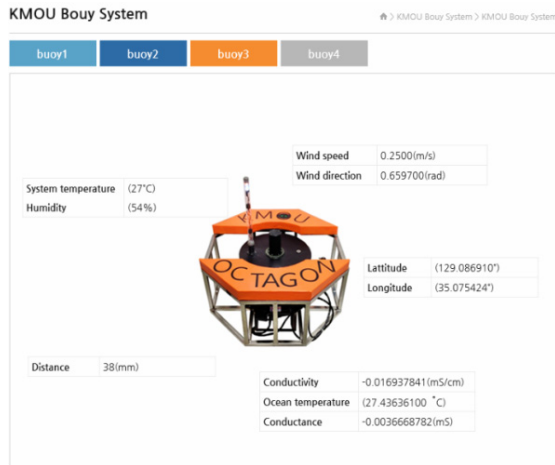 KMOU Bouy System
KMOU Bouy System > KMOU Bouy System
buoy1 buoy2 buoy3 buoy4
Wind speed 0.2500(m/s)
Wind direction 0.659700(rad)
System temperature (27°C)
Humidity (54%)
KMOU
OCTAGON
Lattitude (129.086910°)
Longitude (35.075424°)
Distance 38(mm)
Conductivity -0.016937841(mS/cm)
Ocean temperature (27.43636100 °C)
Conductance -0.0036668782(mS)